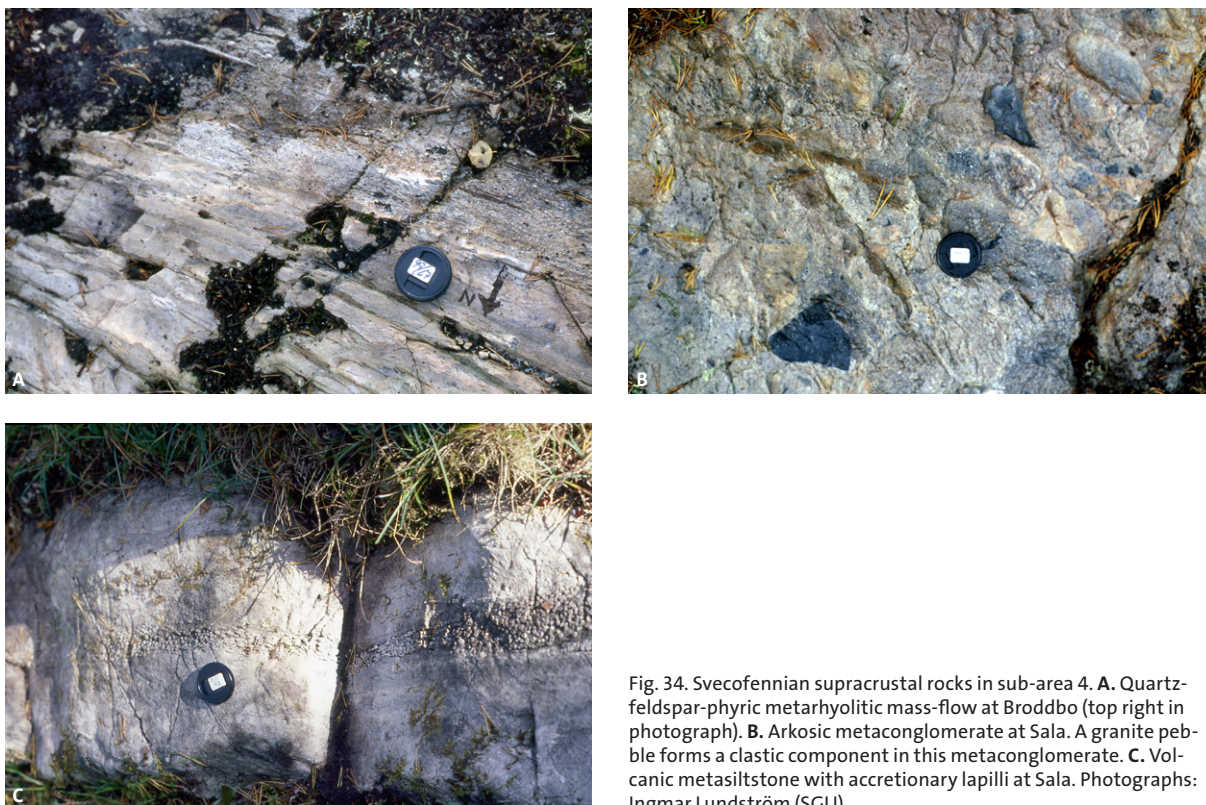 A
N
B
C
Fig. 34. Svecofennian supracrustal rocks in sub-area 4. A. Quartz-
feldspar-phyric metarhyolitic mass-flow at Broddbo (top right in
photograph). B. Arkosic metaconglomerate at Sala. A granite peb-
ble forms a clastic component in this metaconglomerate. C. Vol-
canic metasiltstone with accretionary lapilli at Sala. Photographs:
Ingmar Lundström (SGU).